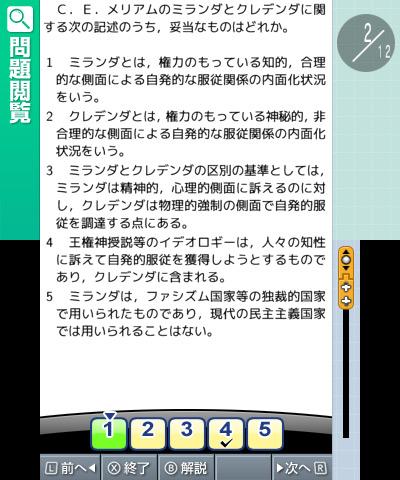 問題閲覧
2/12
C．E．メリアムのミランダとクレデンダに関
する次の記述のうち，妥当なものはどれか。
1 ミランダとは，権力のもっている知的，合理
的な側面による自発的な服従関係の内面化状況
をいう。
2 クレデンダとは，権力のもっている神秘的，非
合理的な側面による自発的な服従関係の内面化
状況をいう。
3 ミランダとクレデンダの区別の基準としては，
ミランダは精神的，心理的側面に訴えるのに対
し，クレデンダは物理的強制の側面で自発的服
従を調達する点にある。
4 王権神授説等のイデオロギーは，人々の知性
に訴えて自発的服従を獲得しようとするもので
あり，クレデンダに含まれる。
5 ミランダは，ファシズム国家等の独裁的国家
で用いられたものであり，現代の民主主義国家
では用いられることはない。
1 2 3 4 5
L 前へ X 終了 B 解説 次へ R